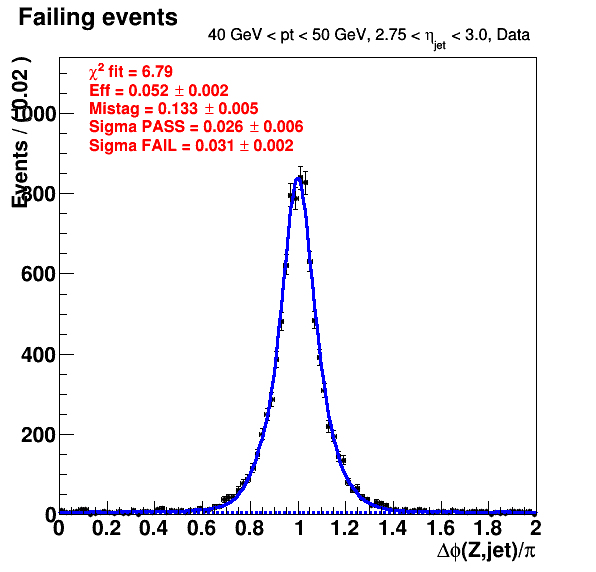 Failing events
40 GeV < pt < 50 GeV, 2.75 < η_jet < 3.0, Data
χ² fit = 6.79
Eff = 0.052 ± 0.002
Mistag = 0.133 ± 0.005
Sigma PASS = 0.026 ± 0.006
Sigma FAIL = 0.031 ± 0.002
Events / ( 0.02 )
1000
800
600
400
200
0
0 0.2 0.4 0.6 0.8 1 1.2 1.4 1.6 1.8 2
Δφ(Z,jet)/π